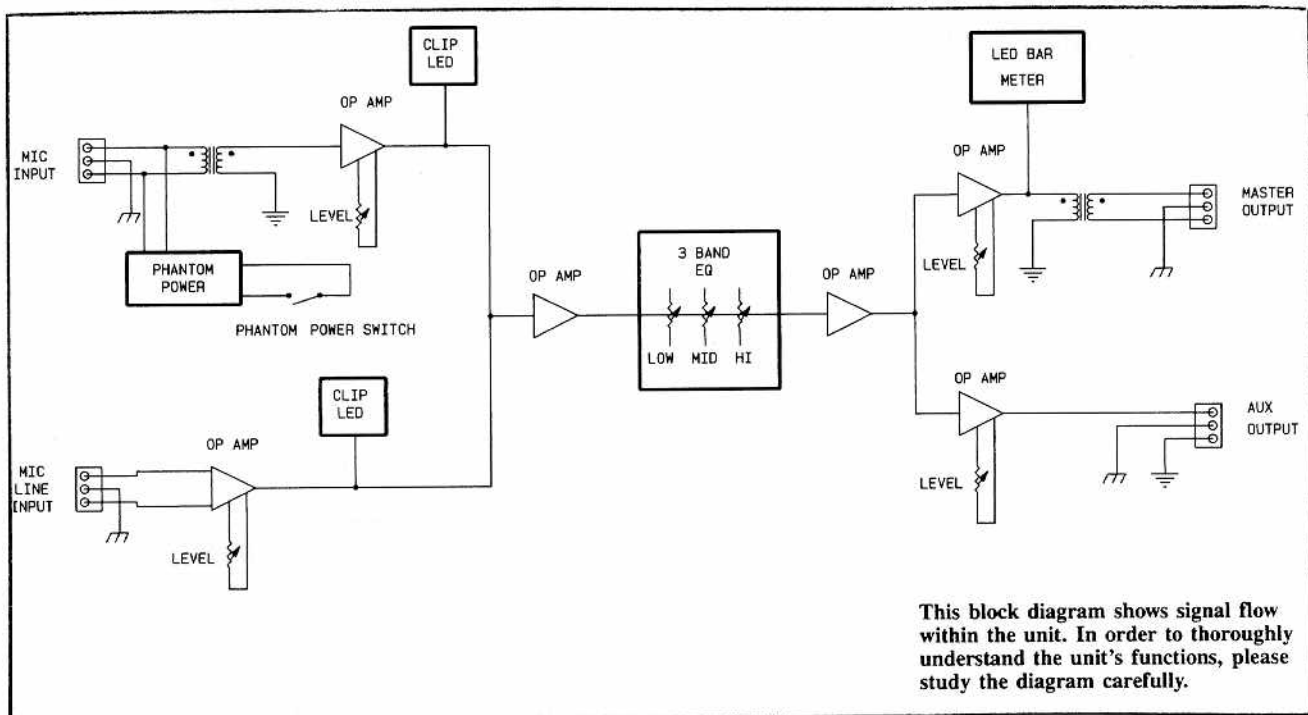 CLIP
LED
OP AMP
MIC
INPUT
LEVEL
PHANTOM
POWER
PHANTOM POWER SWITCH
CLIP
LED
OP AMP
MIC
LINE
INPUT
LEVEL
OP AMP
3 BAND
EQ
LOW MID HI
OP AMP
LED BAR
METER
OP AMP
MASTER
OUTPUT
LEVEL
OP AMP
AUX
OUTPUT
LEVEL
This block diagram shows signal flow
within the unit. In order to thoroughly
understand the unit's functions, please
study the diagram carefully.